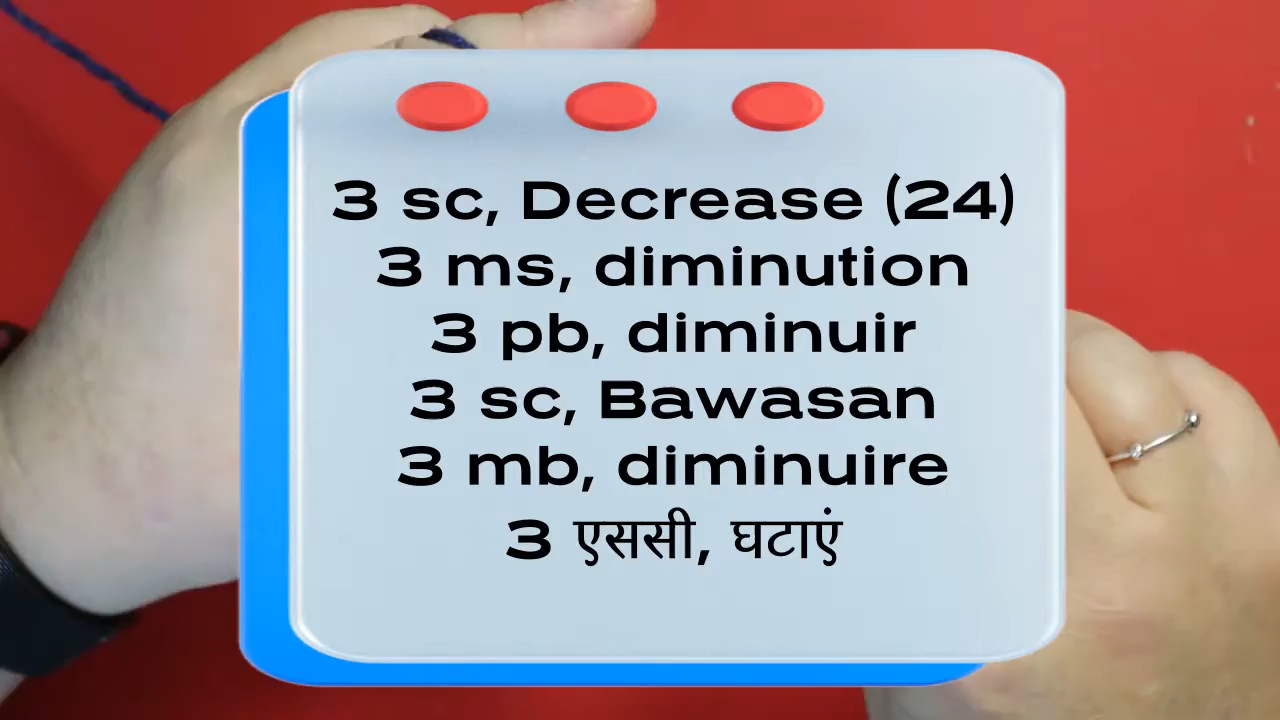 3 sc, Decrease (24)
3 ms, diminution
3 pb, diminuir
3 sc, Bawasan
3 mb, diminuire
3 एससी, घटाएं